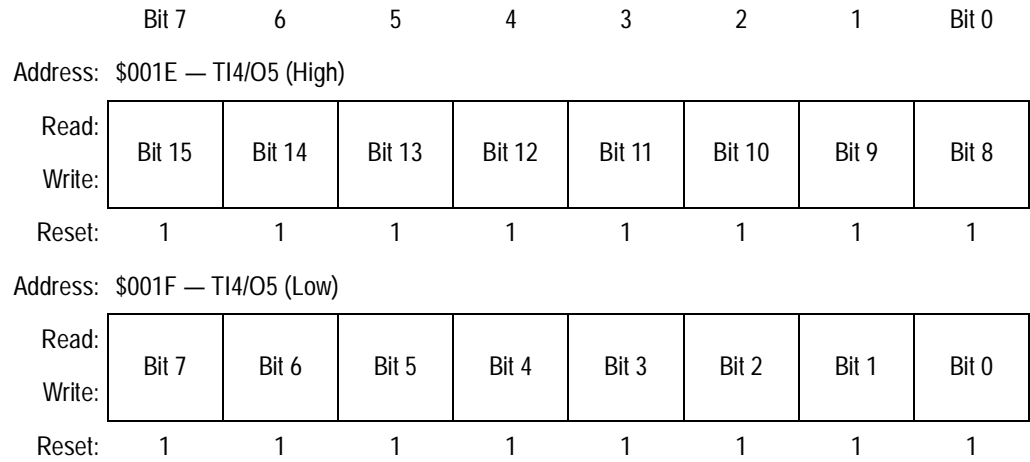 Bit 7 6 5 4 3 2 1 Bit 0
Address: $001E — TI4/O5 (High)
Read:
Bit 15 Bit 14 Bit 13 Bit 12 Bit 11 Bit 10 Bit 9 Bit 8
Write:
Reset: 1 1 1 1 1 1 1 1
Address: $001F — TI4/O5 (Low)
Read:
Bit 7 Bit 6 Bit 5 Bit 4 Bit 3 Bit 2 Bit 1 Bit 0
Write:
Reset: 1 1 1 1 1 1 1 1